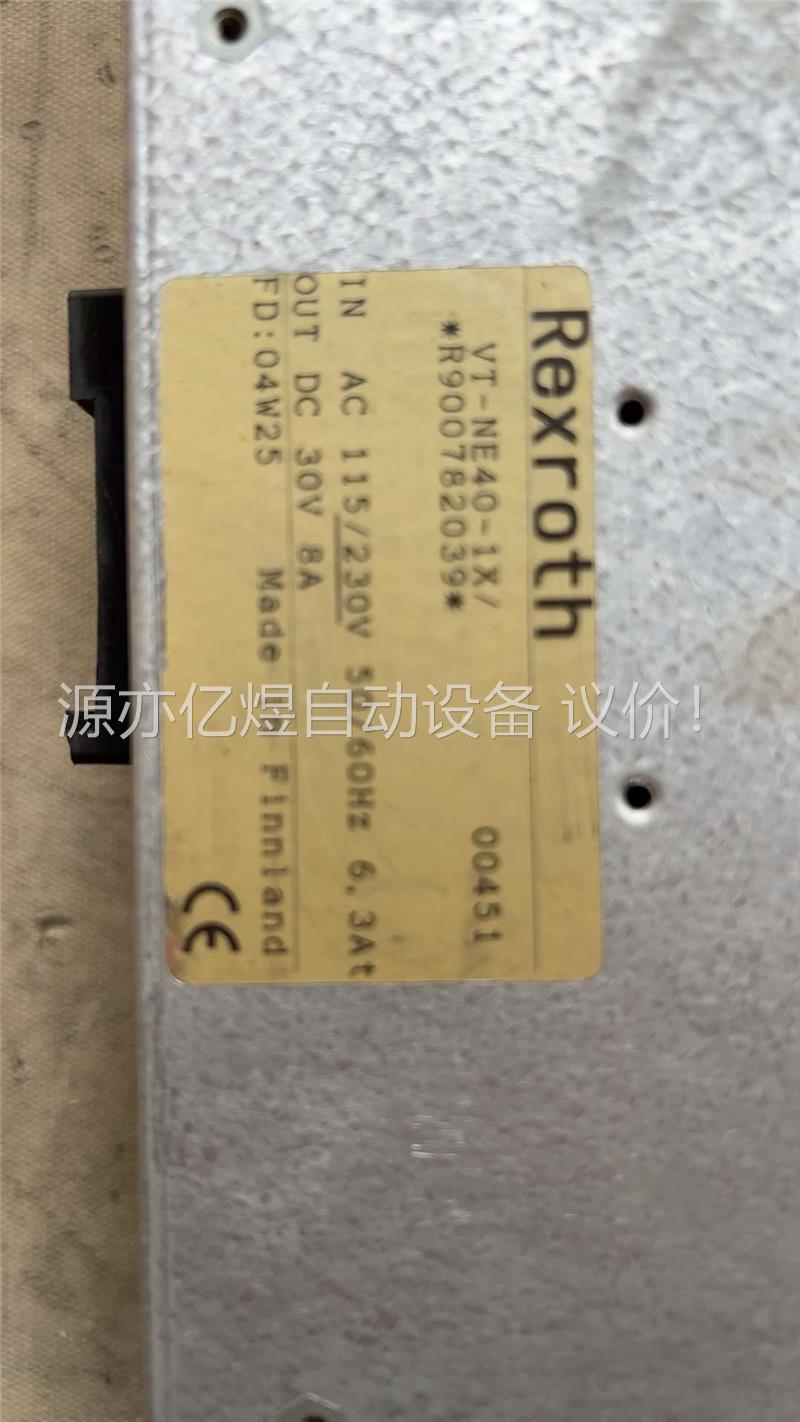 Rexroth
VT-NE40-1X/ 00451
*R900782039*
IN AC 115/230V 50/60Hz 6,3At
OUT DC 30V 8A
FD:04W25 Made in Finnland
CE
源亦亿煜自动设备 议价！